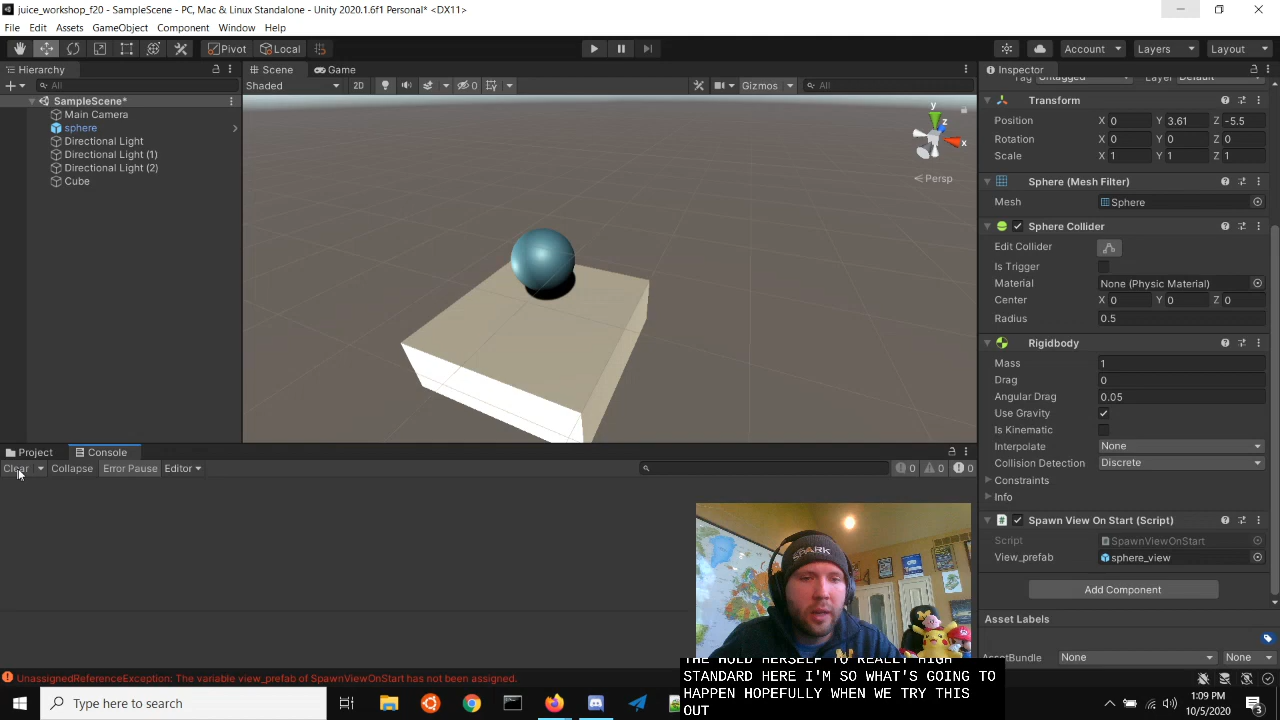 juice_workshop_f20 - SampleScene - PC, Mac & Linux Standalone - Unity 2020.1.6f1 Personal* <DX11>
File Edit Assets GameObject Component Window Help
Pivot Local Account Layers Layout
Hierarchy Scene Game Inspector
All Shaded 2D 0 Gizmos All Tag Untagged Layer Default
SampleScene*
Main Camera
sphere
Directional Light
Directional Light (1)
Directional Light (2)
Cube
y
z
x
Persp
Transform
Position X 0 Y 3.61 Z -5.5
Rotation X 0 Y 0 Z 0
Scale X 1 Y 1 Z 1
Sphere (Mesh Filter)
Mesh Sphere
Sphere Collider
Edit Collider
Is Trigger
Material None (Physic Material)
Center X 0 Y 0 Z 0
Radius 0.5
Rigidbody
Mass 1
Drag 0
Angular Drag 0.05
Use Gravity
Is Kinematic
Interpolate None
Collision Detection Discrete
Constraints
Info
Spawn View On Start (Script)
Script SpawnViewOnStart
View_prefab sphere_view
Add Component
Asset Labels
AssetBundle None None
Project Console
Clear Collapse Error Pause Editor 0 0 0
SPARK
UnassignedReferenceException: The variable view_prefab of SpawnViewOnStart has not been assigned.
THE HOLD HERSELF TO REALLY HIGH
STANDARD HERE I'M SO WHAT'S GOING TO
HAPPEN HOPEFULLY WHEN WE TRY THIS
OUT
Type here to search
1:09 PM
10/5/2020
3